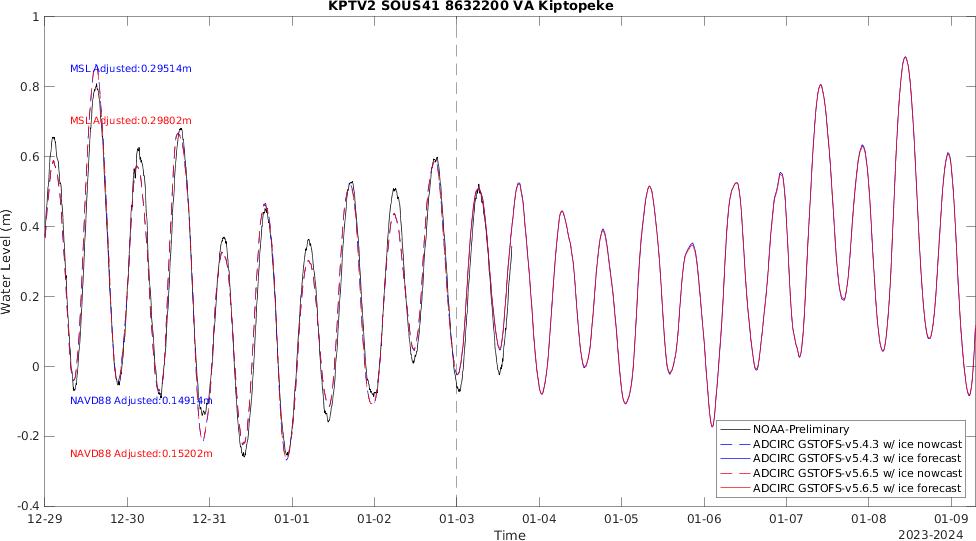 KPTV2 SOUS41 8632200 VA Kiptopeke
Water Level (m)
1
0.8
0.6
0.4
0.2
0
-0.2
-0.4
MSL Adjusted:0.29514m
MSL Adjusted:0.29802m
NAVD88 Adjusted:0.14914m
NAVD88 Adjusted:0.15202m
NOAA-Preliminary
ADCIRC GSTOFS-v5.4.3 w/ ice nowcast
ADCIRC GSTOFS-v5.4.3 w/ ice forecast
ADCIRC GSTOFS-v5.6.5 w/ ice nowcast
ADCIRC GSTOFS-v5.6.5 w/ ice forecast
12-29 12-30 12-31 01-01 01-02 01-03 01-04 01-05 01-06 01-07 01-08 01-09
Time
2023-2024